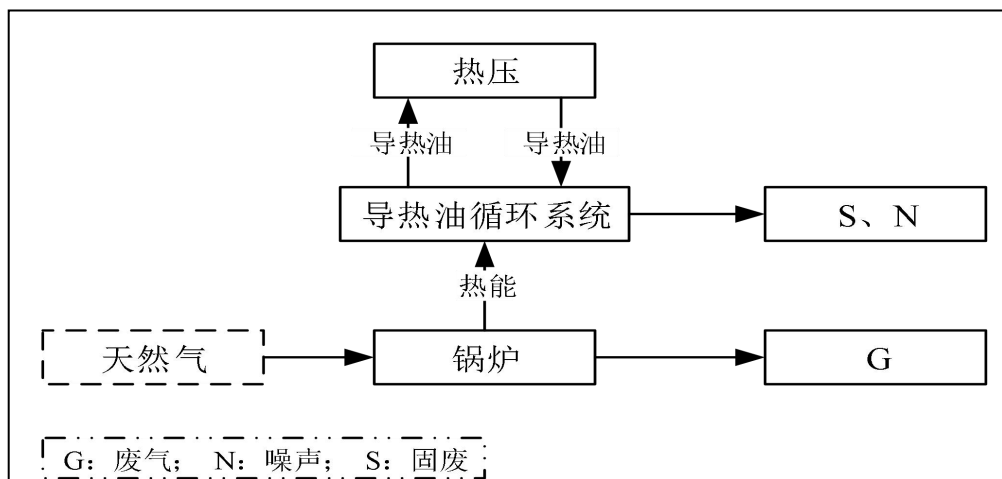 热压
导热油 导热油
导热油循环系统 S、N
热能
天然气 锅炉 G
G：废气； N：噪声； S：固废